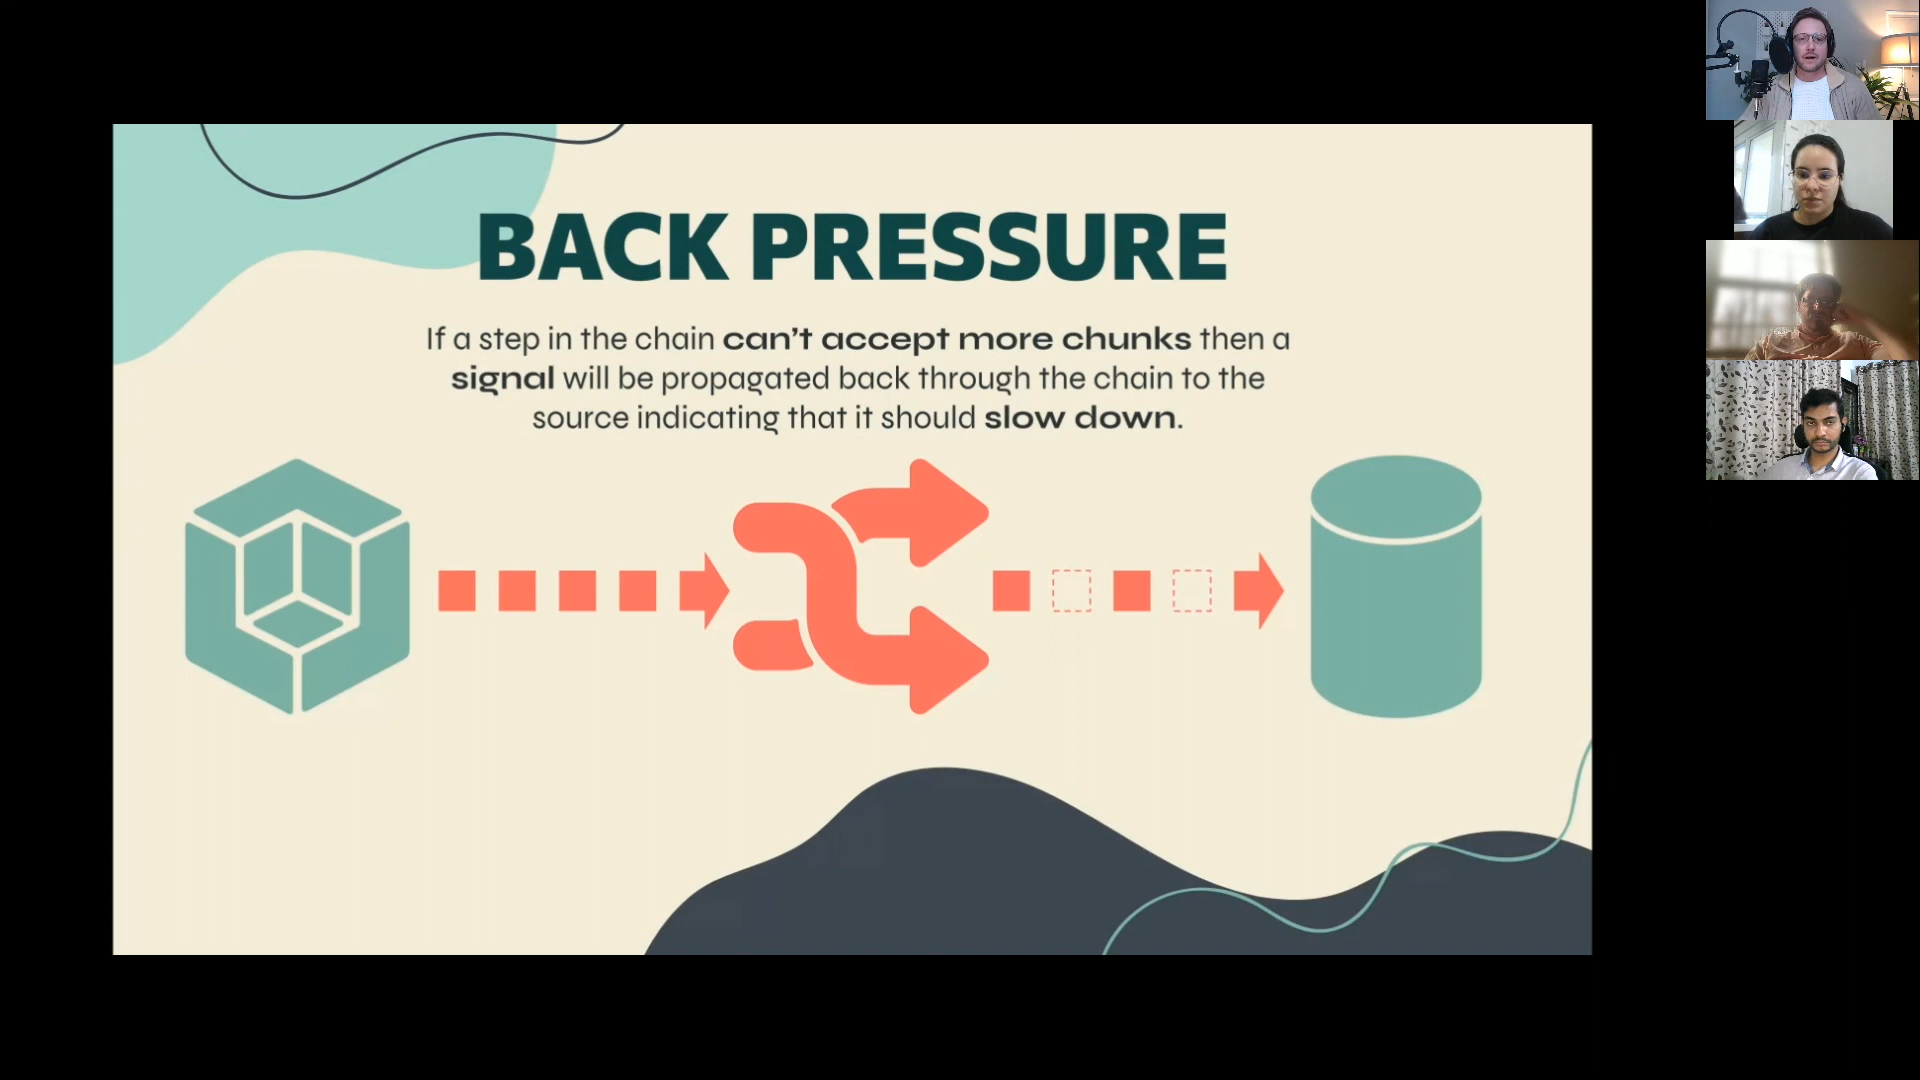 BACK PRESSURE
If a step in the chain can't accept more chunks then a
signal will be propagated back through the chain to the
source indicating that it should slow down.